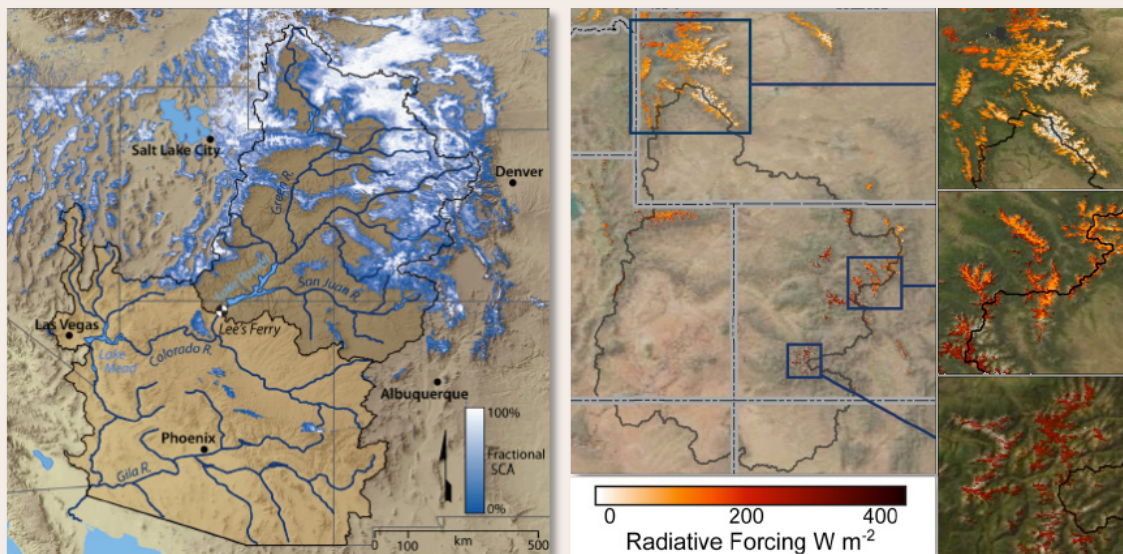 Salt Lake City
Denver
Green R.
Lake Powell
San Juan R.
Lee's Ferry
Las Vegas
Lake
Mead
Colorado R.
Albuquerque
Phoenix
Gila R.
100%
Fractional
SCA
0%
0 100 500
km
0 200 400
Radiative Forcing W m-2